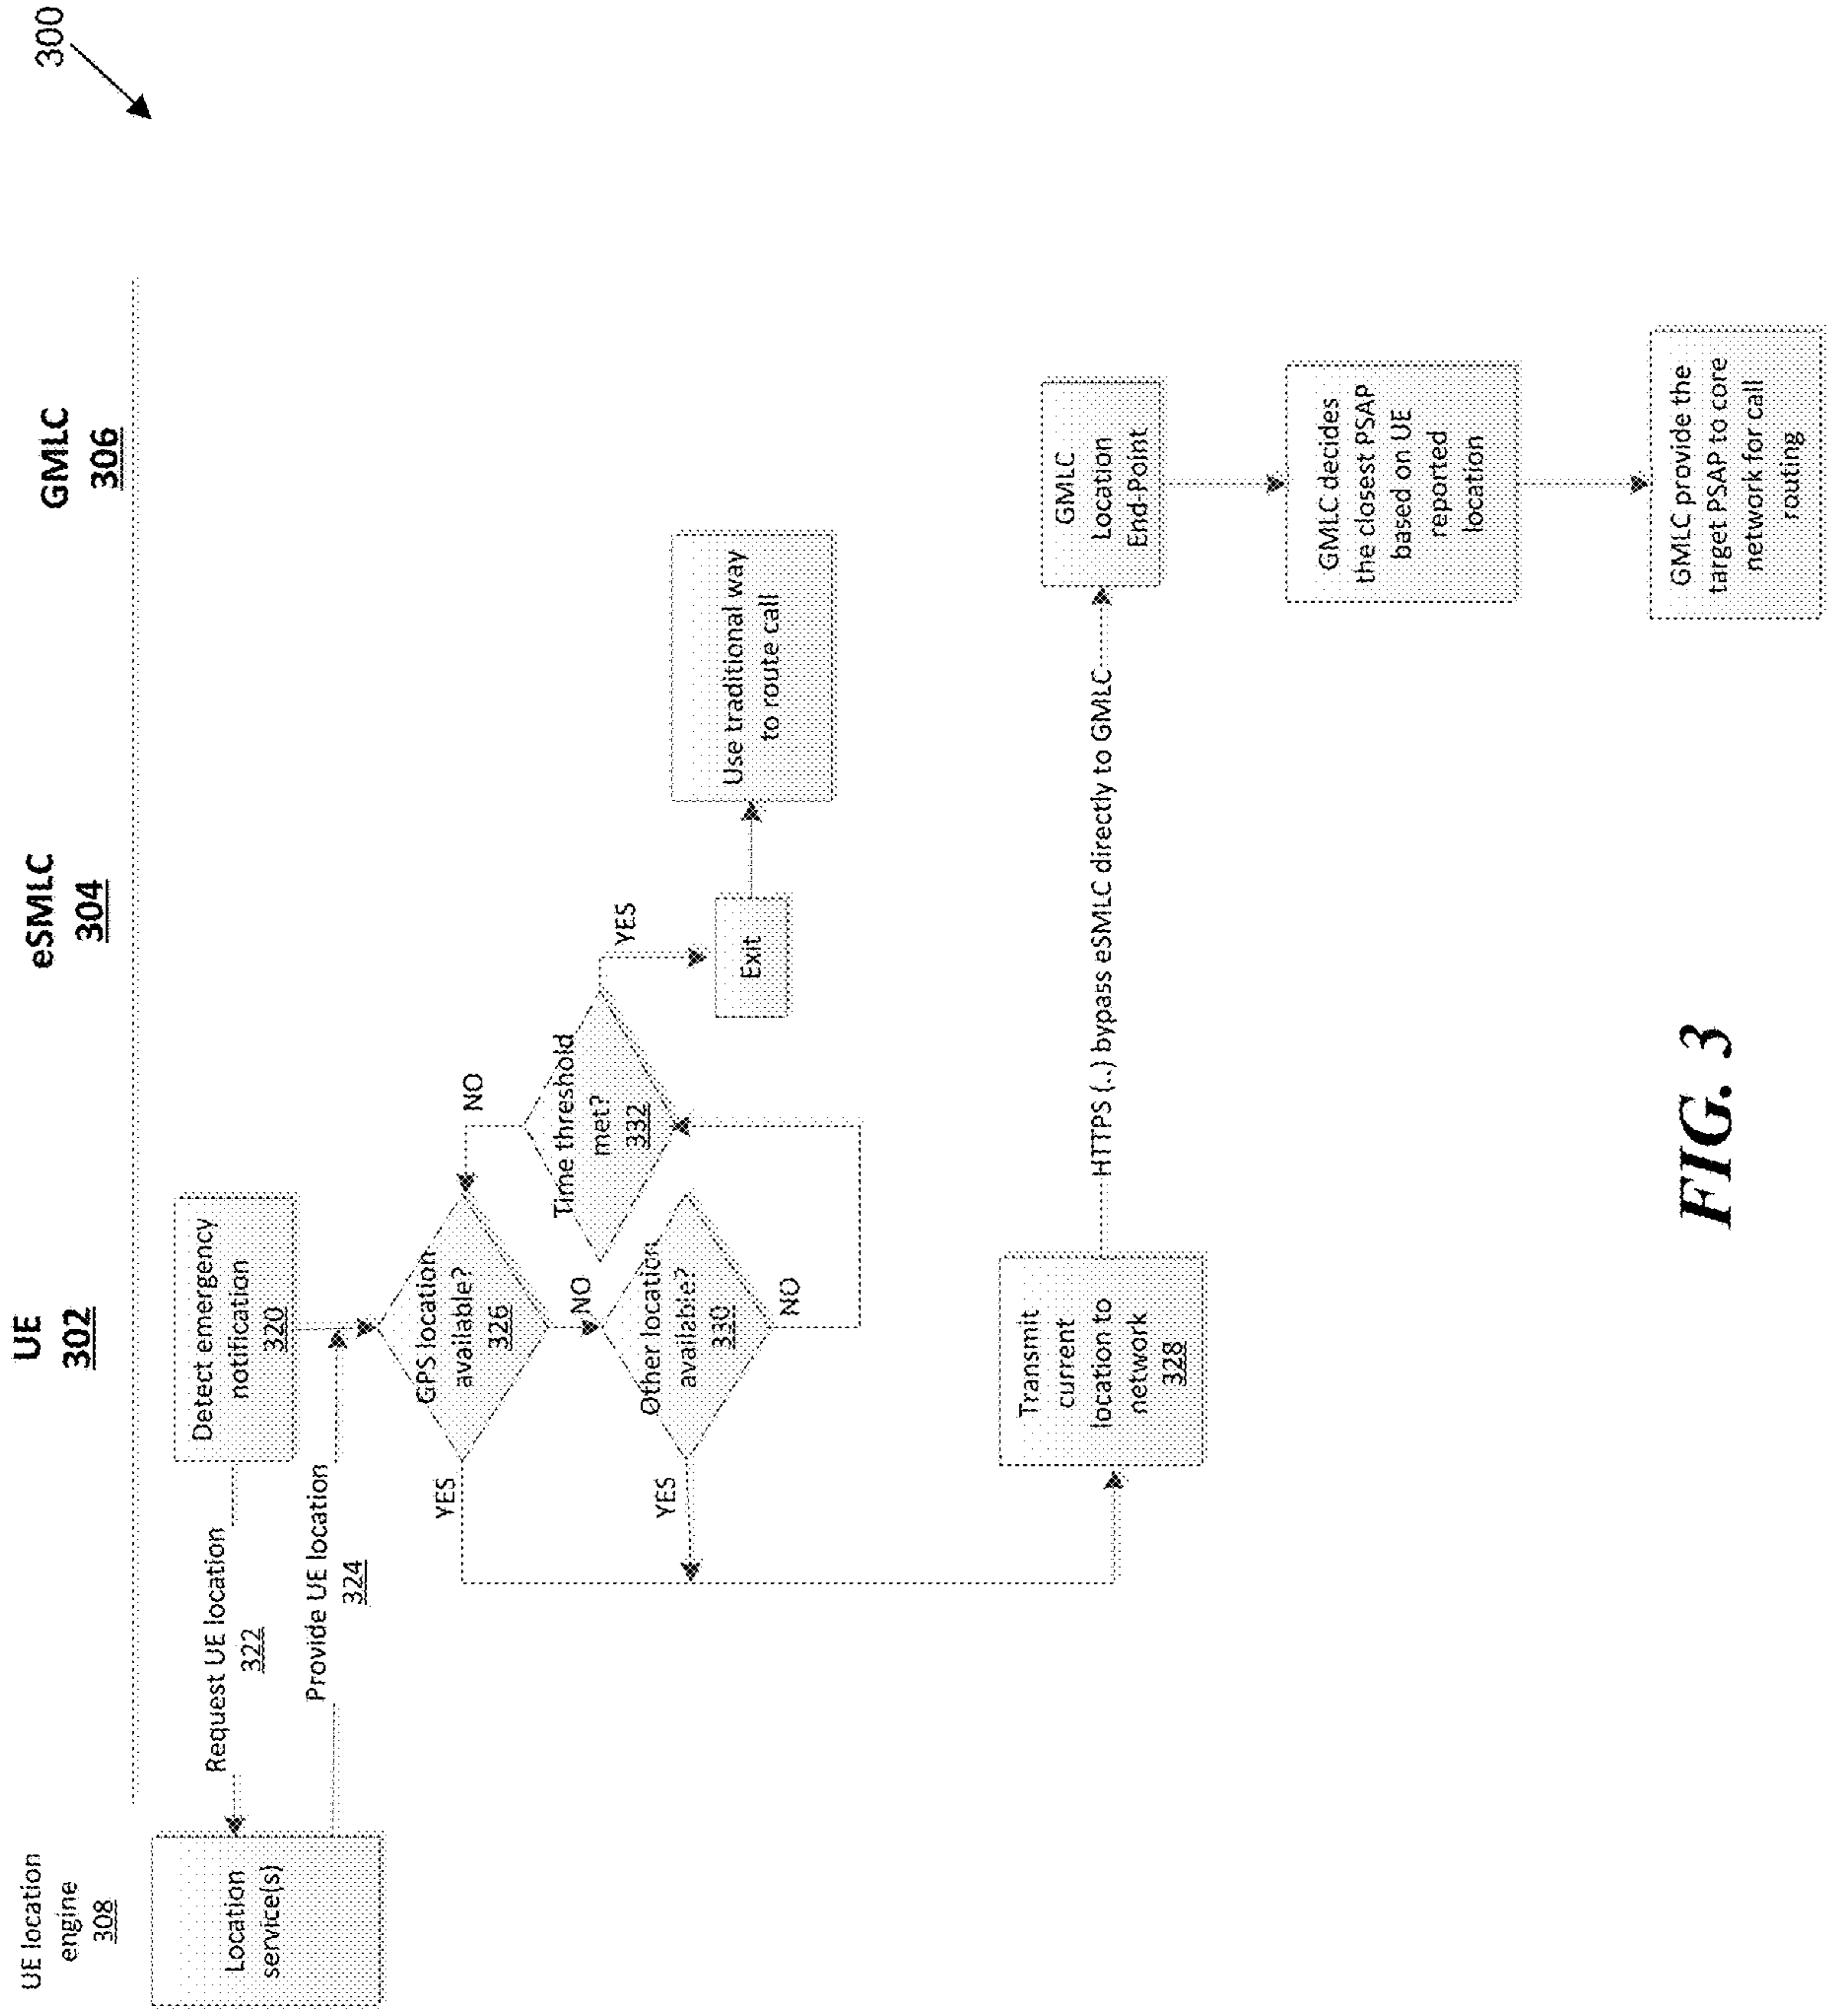 300
UE location
engine
308
UE
302
eSMLC
304
GMLC
306
Location
service(s)
Request UE location
322
Provide UE location
324
Detect emergency
notification
320
GPS location
available?
326
YES
NO
Other location
available?
330
YES
NO
Time threshold
met?
332
NO
YES
Exit
Use traditional way
to route call
Transmit
current
location to
network
328
HTTPS (..) bypass eSMLC directly to GMLC
GMLC
Location
End-Point
GMLC decides
the closest PSAP
based on UE
reported
location
GMLC provide the
target PSAP to core
network for call
routing
FIG. 3